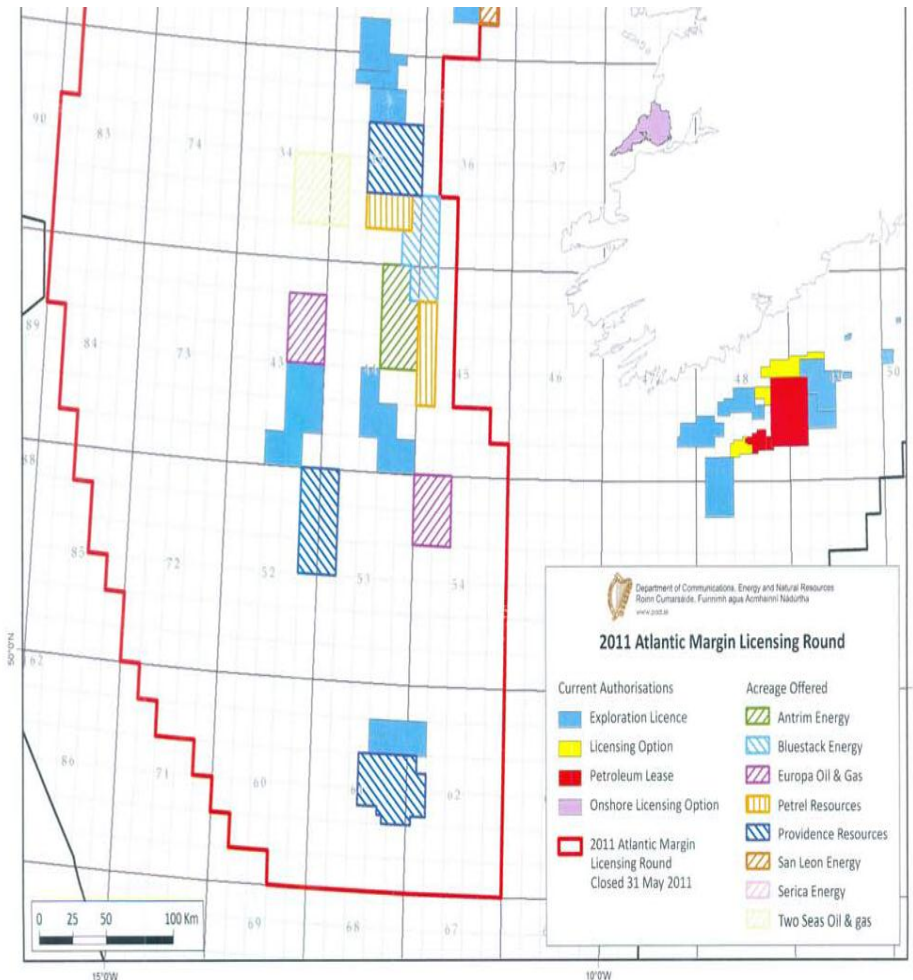 90
83
74
34
36
37
89
84
73
43
44
45
46
47
48
50
88
85
72
52
53
54
50°0'N
62
86
71
60
62
69
68
67
0 25 50 100 Km
15°0'W
10°0'W
Department of Communications, Energy and Natural Resources
Roinn Cumarsáide, Fuinnimh agus Acmhainní Nádúrtha
2011 Atlantic Margin Licensing Round
Current Authorisations
Exploration Licence
Licensing Option
Petroleum Lease
Onshore Licensing Option
2011 Atlantic Margin
Licensing Round
Closed 31 May 2011
Acreage Offered
Antrim Energy
Bluestack Energy
Europa Oil & Gas
Petrel Resources
Providence Resources
San Leon Energy
Serica Energy
Two Seas Oil & gas